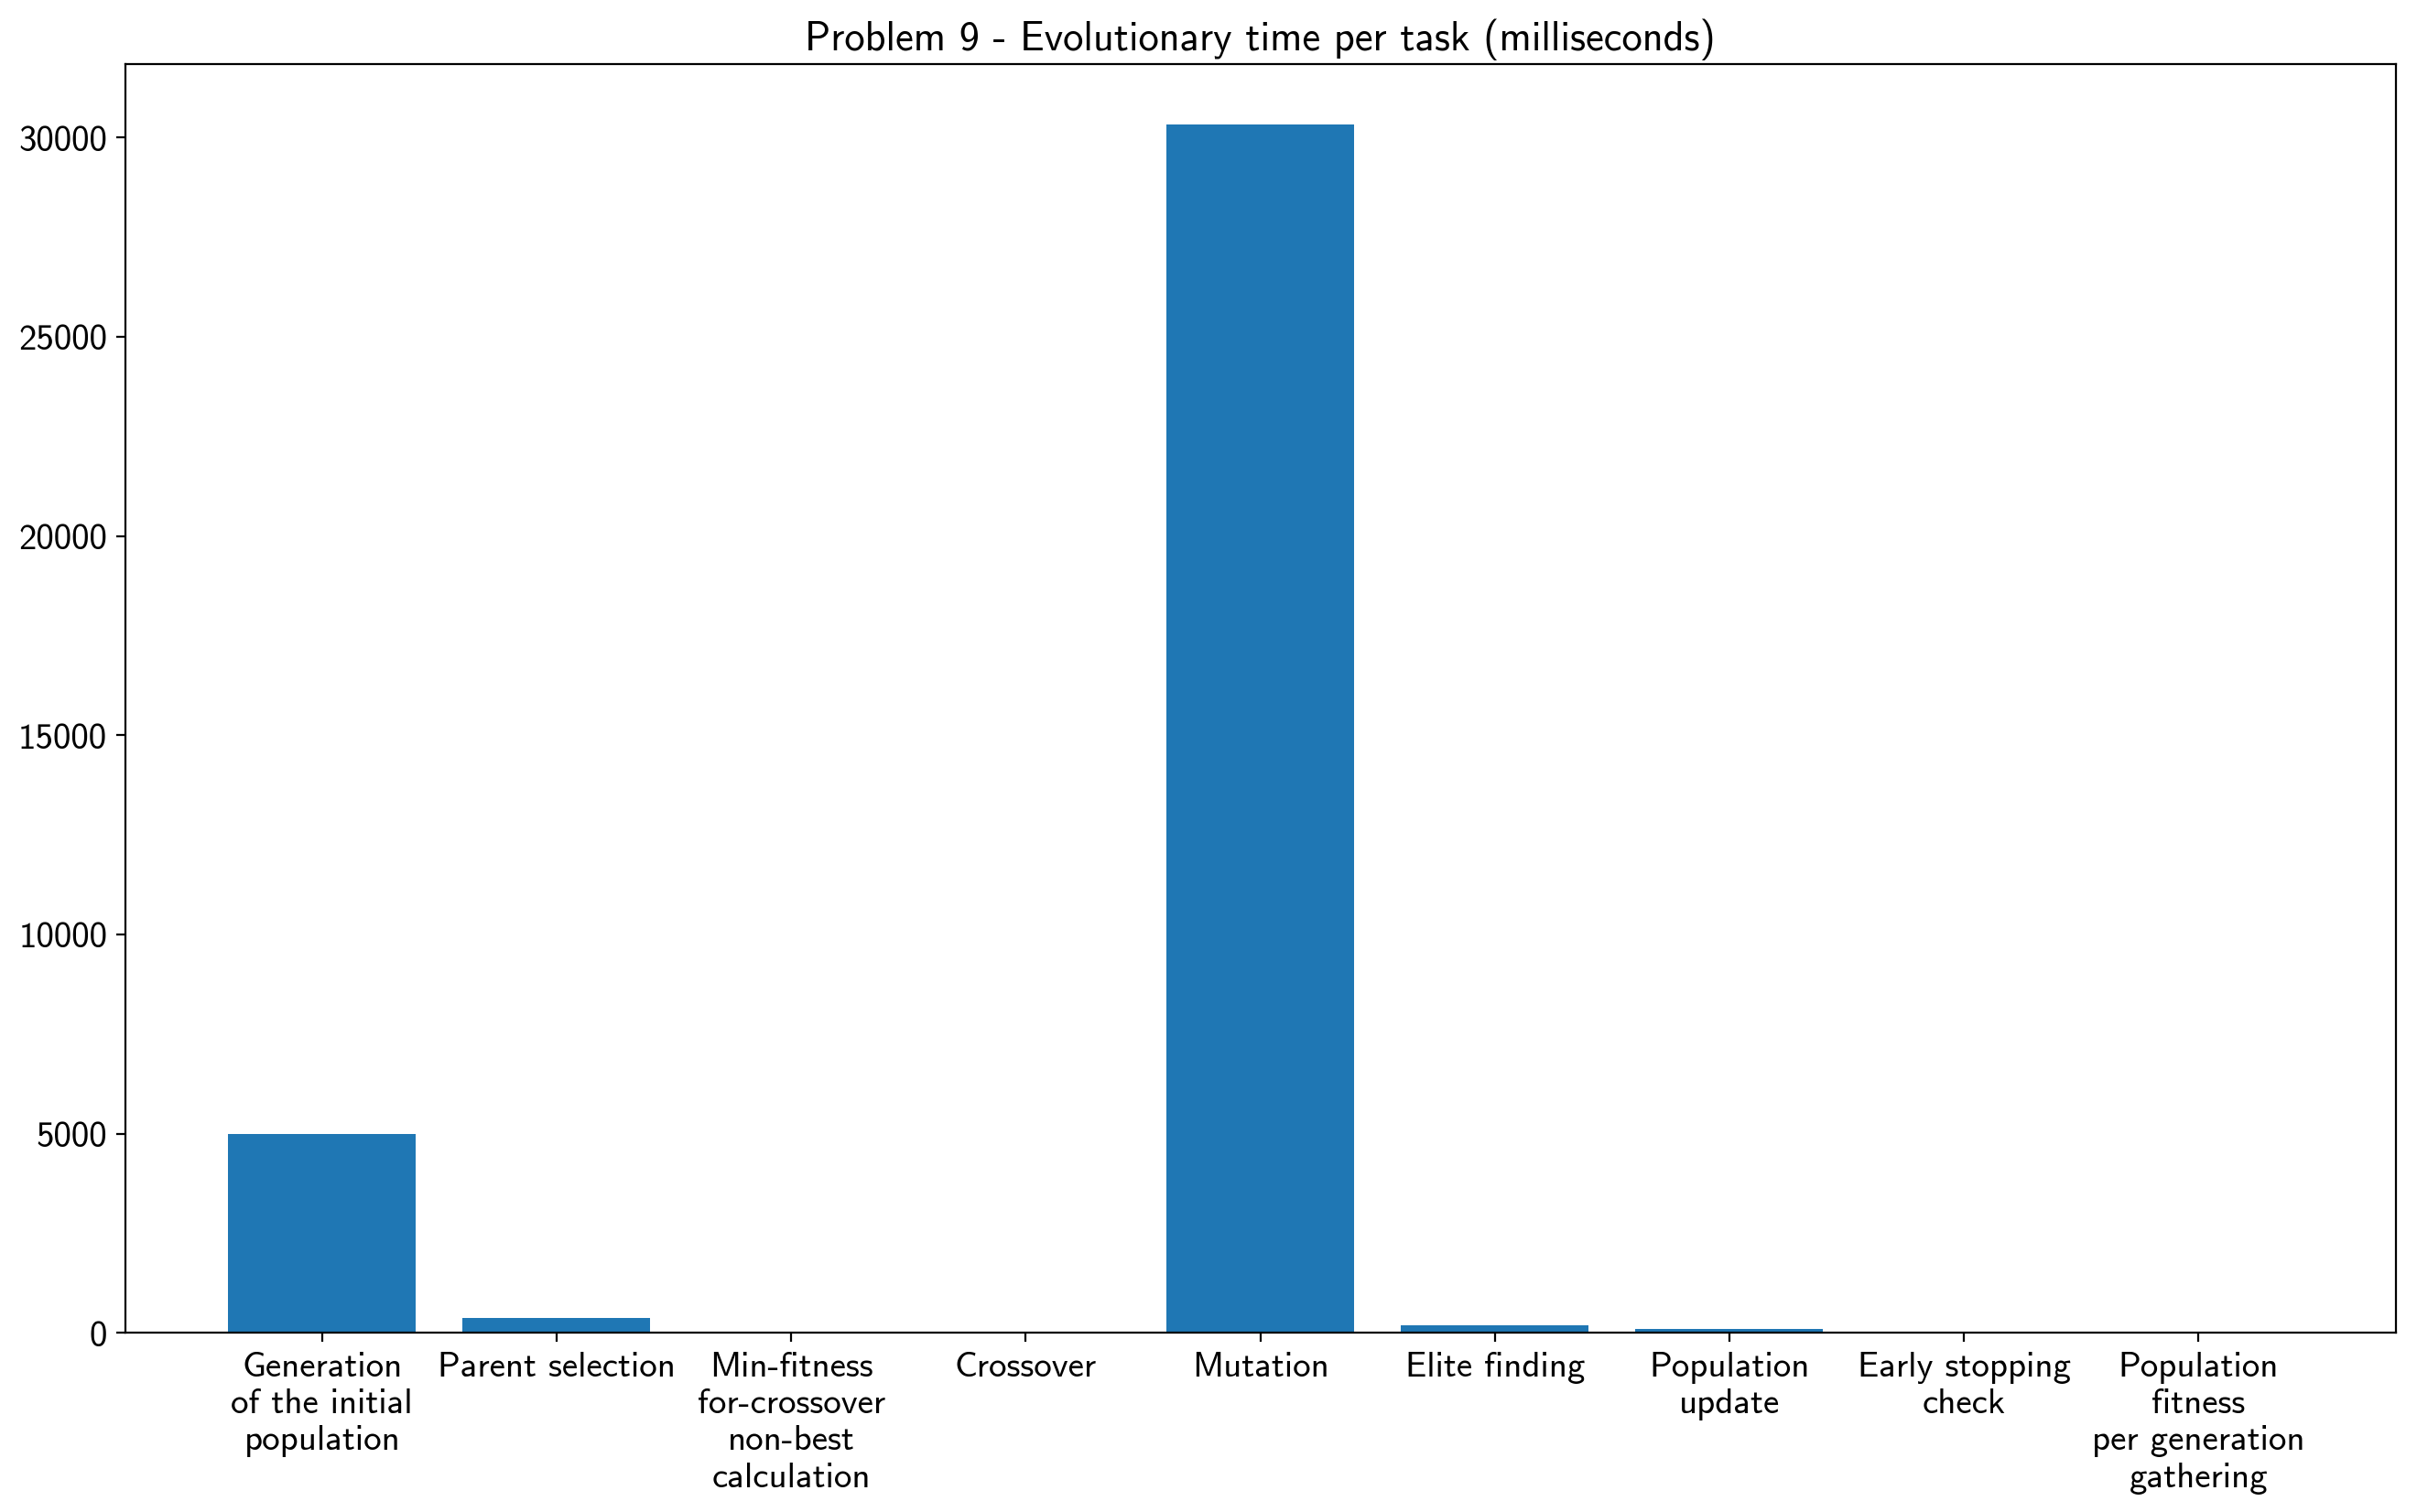 Problem 9 - Evolutionary time per task (milliseconds)
30000
25000
20000
15000
10000
5000
0
Generation
of the initial
population
Parent selection
Min-fitness
for-crossover
non-best
calculation
Crossover
Mutation
Elite finding
Population
update
Early stopping
check
Population
fitness
per generation
gathering